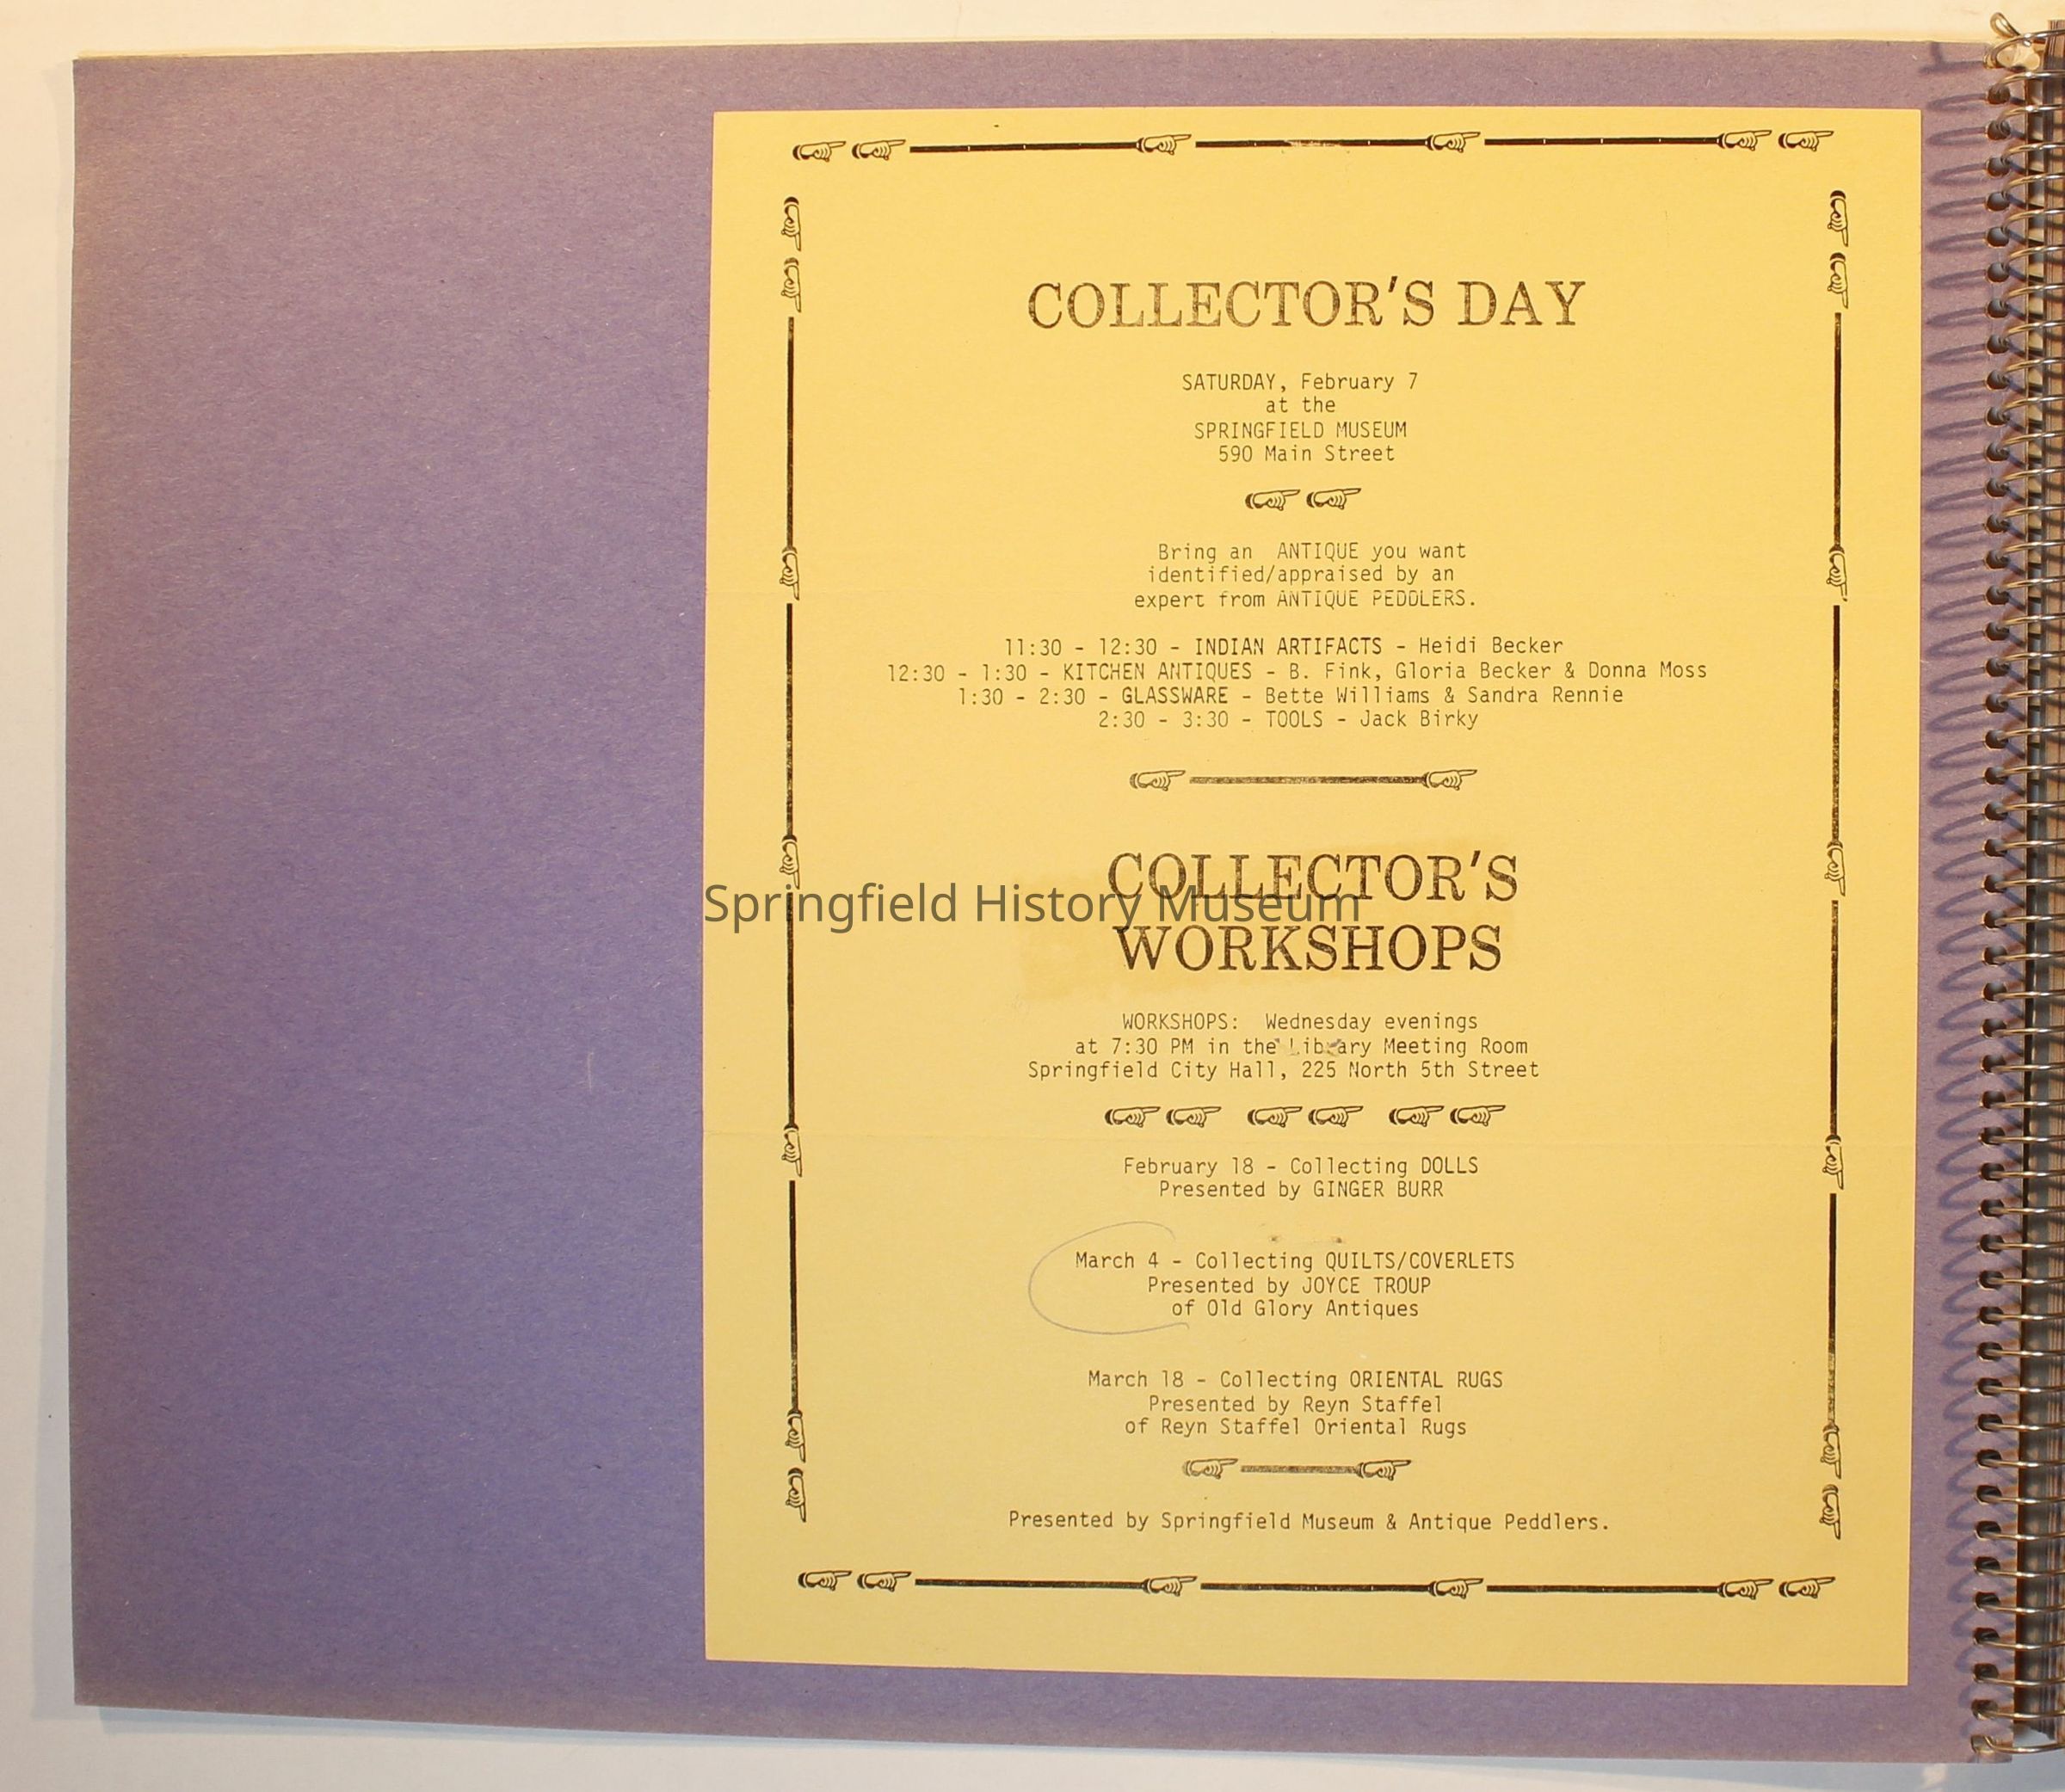 COLLECTOR'S DAY
SATURDAY, February 7
at the
SPRINGFIELD MUSEUM
590 Main Street
Bring an ANTIQUE you want
identified/appraised by an
expert from ANTIQUE PEDDLERS.
11:30 - 12:30 - INDIAN ARTIFACTS - Heidi Becker
12:30 - 1:30 - KITCHEN ANTIQUES - B. Fink, Gloria Becker & Donna Moss
1:30 - 2:30 - GLASSWARE - Bette Williams & Sandra Rennie
2:30 - 3:30 - TOOLS - Jack Birky
COLLECTOR'S
Springfield History Museum
WORKSHOPS
WORKSHOPS: Wednesday evenings
at 7:30 PM in the Library Meeting Room
Springfield City Hall, 225 North 5th Street
February 18 - Collecting DOLLS
Presented by GINGER BURR
March 4 - Collecting QUILTS/COVERLETS
Presented by JOYCE TROUP
of Old Glory Antiques
March 18 - Collecting ORIENTAL RUGS
Presented by Reyn Staffel
of Reyn Staffel Oriental Rugs
Presented by Springfield Museum & Antique Peddlers.